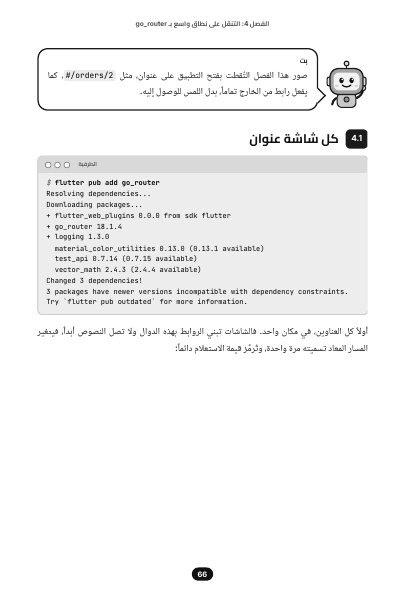 الفصل 4: التنقل على نطاق واسع بـ go_router
بِت
صور هذا الفصل التُقطت بفتح التطبيق على عنوان، مثل #/orders/2، كما
يفعل رابط من الخارج تماماً، بدل اللمس للوصول إليه.
4.1 كل شاشة عنوان
الطرفية
$ flutter pub add go_router
Resolving dependencies...
Downloading packages...
+ flutter_web_plugins 0.0.0 from sdk flutter
+ go_router 18.1.4
+ logging 1.3.0
material_color_utilities 0.13.0 (0.13.1 available)
test_api 0.7.14 (0.7.15 available)
vector_math 2.4.3 (2.4.4 available)
Changed 3 dependencies!
3 packages have newer versions incompatible with dependency constraints.
Try `flutter pub outdated` for more information.
أولاً كل العناوين، في مكان واحد. فالشاشات تبني الروابط بهذه الدوال ولا تصل النصوص أبداً، فيتغير
المسار المعاد تسميته مرة واحدة، وتُرمَّز قيمة الاستعلام دائماً:
66